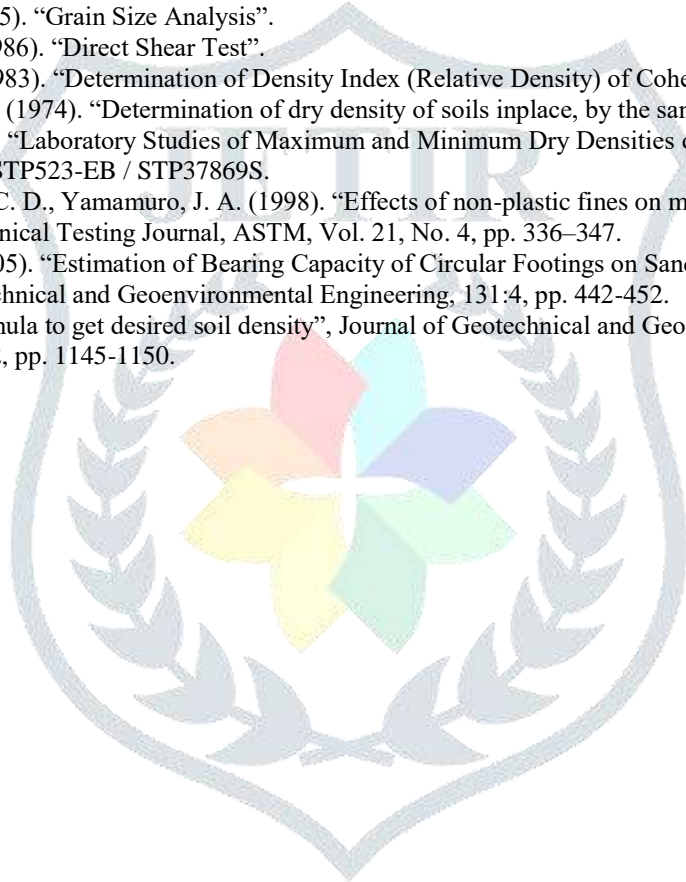 5). “Grain Size Analysis”.
986). “Direct Shear Test”.
983). “Determination of Density Index (Relative Density) of Cohe
(1974). “Determination of dry density of soils inplace, by the san
“Laboratory Studies of Maximum and Minimum Dry Densities
STP523-EB / STP37869S.
C. D., Yamamuro, J. A. (1998). “Effects of non-plastic fines on m
nical Testing Journal, ASTM, Vol. 21, No. 4, pp. 336–347.
05). “Estimation of Bearing Capacity of Circular Footings on Sand
chnical and Geoenvironmental Engineering, 131:4, pp. 442-452.
nula to get desired soil density”, Journal of Geotechnical and Geo
, pp. 1145-1150.
JETIR